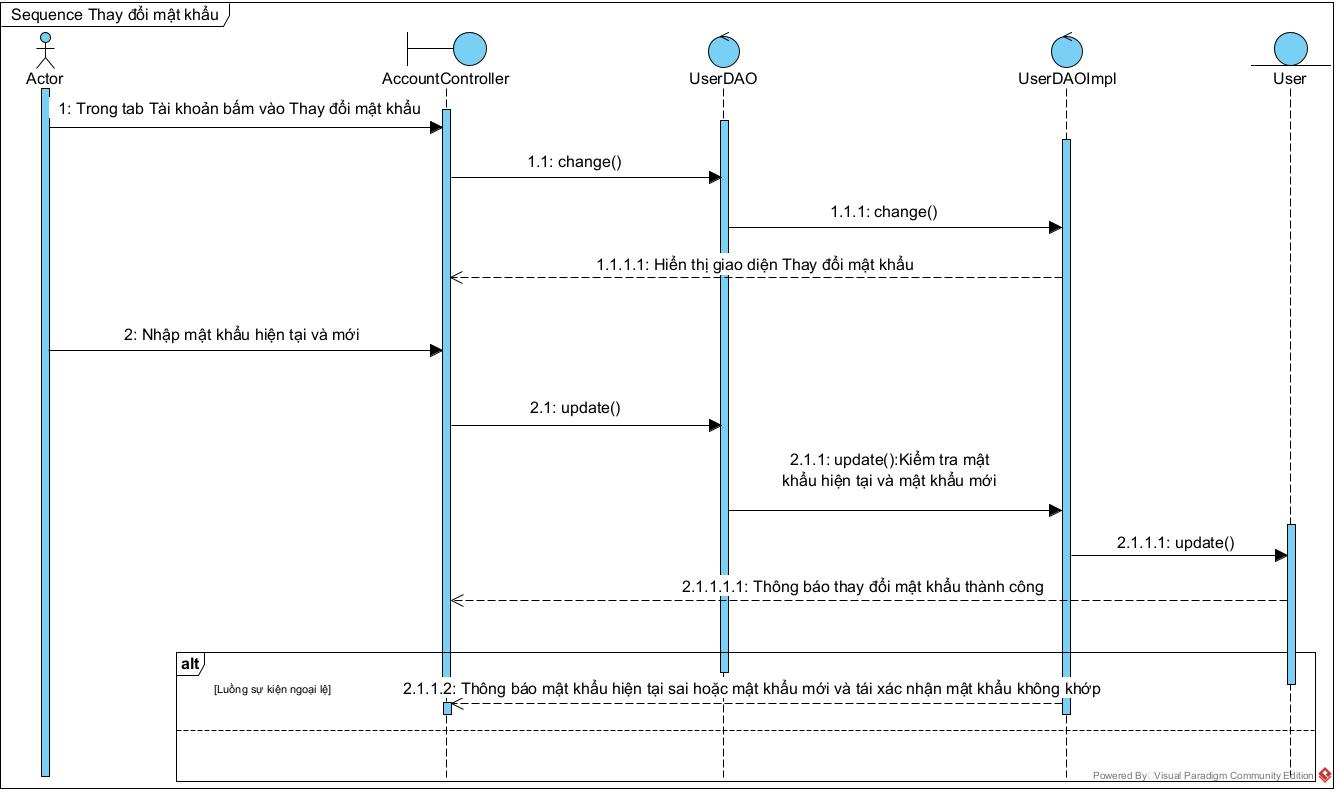 Sequence Thay đổi mật khẩu
Actor
AccountController
UserDAO
UserDAOImpl
User
1: Trong tab Tài khoản bấm vào Thay đổi mật khẩu
1.1: change()
1.1.1: change()
1.1.1.1: Hiển thị giao diện Thay đổi mật khẩu
2: Nhập mật khẩu hiện tại và mới
2.1: update()
2.1.1: update():Kiểm tra mật
khẩu hiện tại và mật khẩu mới
2.1.1.1: update()
2.1.1.1.1: Thông báo thay đổi mật khẩu thành công
alt
[Luồng sự kiện ngoại lệ]
2.1.1.2: Thông báo mật khẩu hiện tại sai hoặc mật khẩu mới và tái xác nhận mật khẩu không khớp
Powered By Visual Paradigm Community Edition